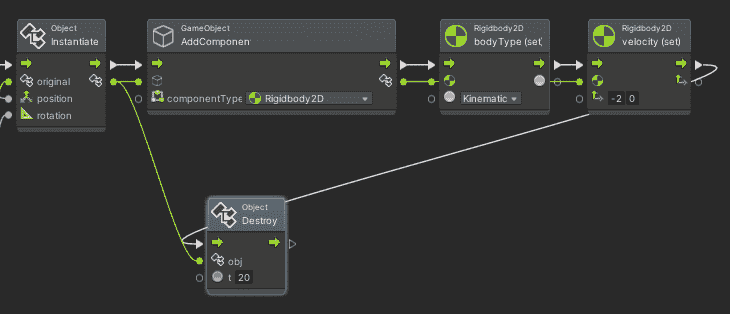 Object
Instantiate
original
position
rotation
GameObject
AddComponen
componentType
Rigidbody2D
Rigidbody2D
bodyType (set
Kinematic
Rigidbody2D
velocity (set)
-2 0
Object
Destroy
obj
t 20